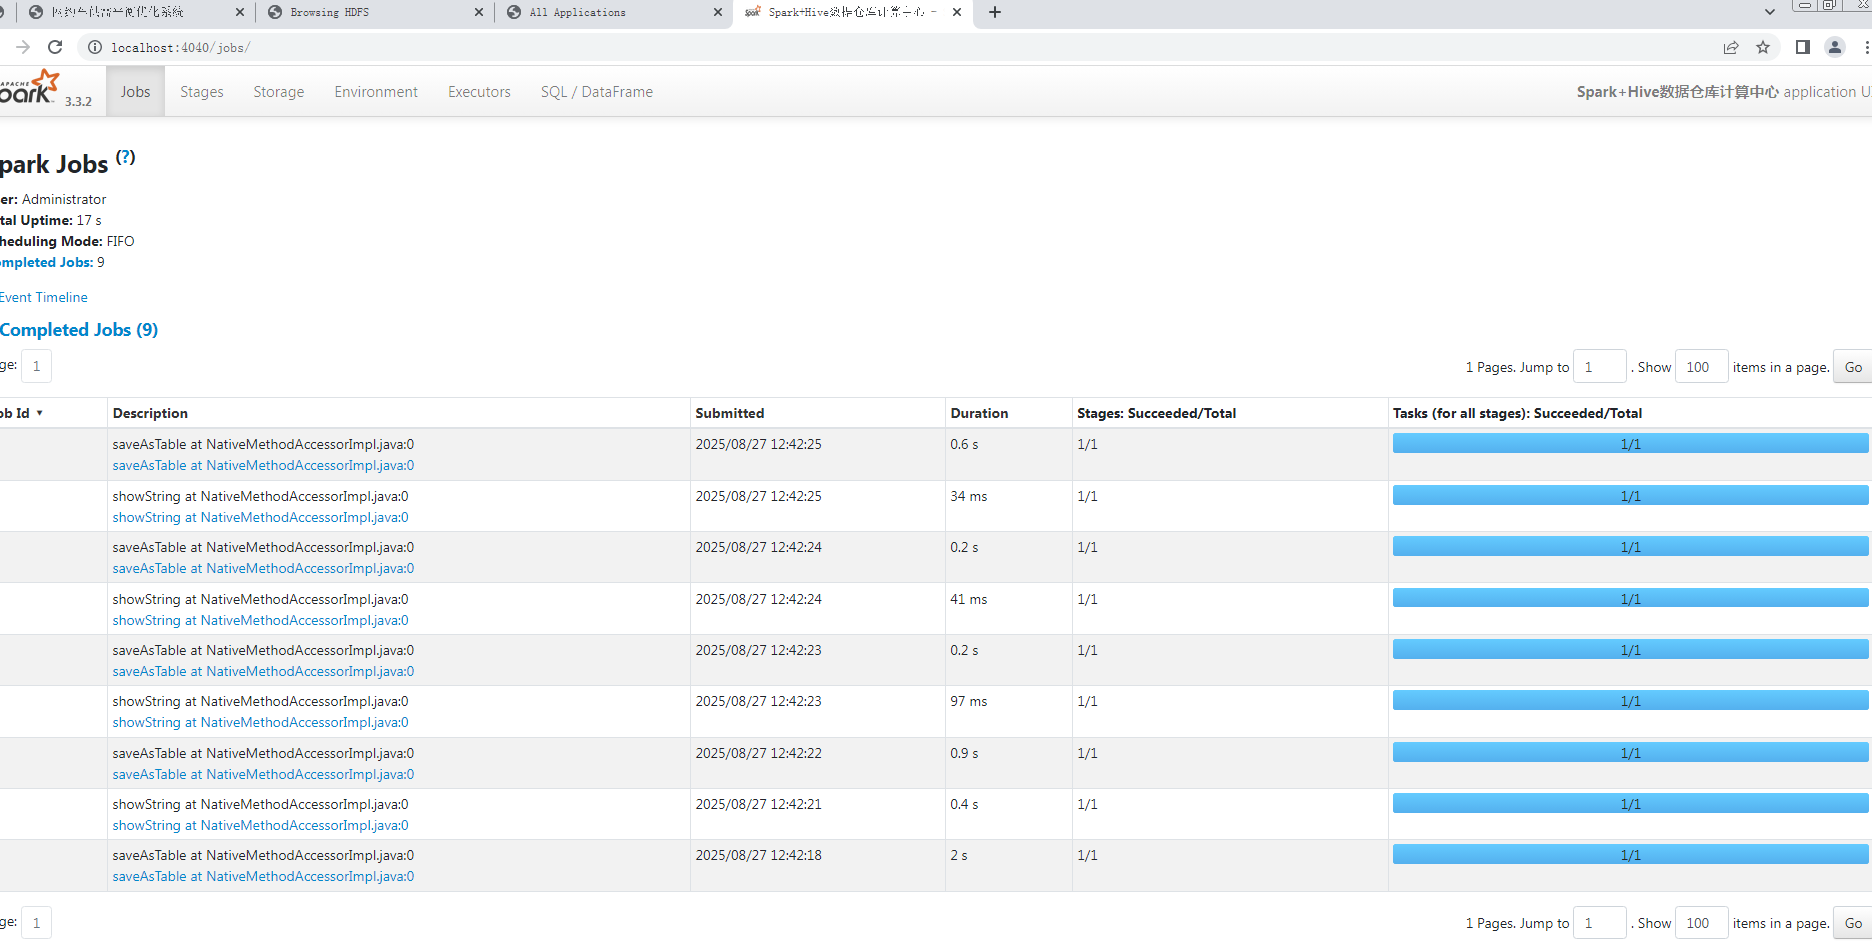 Browsing HDFS
All Applications
Spark+Hive数据仓库计算中心 -
localhost:4040/jobs/
APACHE
park 3.3.2
Jobs
Stages
Storage
Environment
Executors
SQL / DataFrame
Spark+Hive数据仓库计算中心 application UI
park Jobs (?)
er: Administrator
tal Uptime: 17 s
heduling Mode: FIFO
ompleted Jobs: 9
Event Timeline
Completed Jobs (9)
ge: 1
1 Pages. Jump to 1 . Show 100 items in a page. Go
ob Id ▾ Description Submitted Duration Stages: Succeeded/Total Tasks (for all stages): Succeeded/Total
saveAsTable at NativeMethodAccessorImpl.java:0 2025/08/27 12:42:25 0.6 s 1/1 1/1
saveAsTable at NativeMethodAccessorImpl.java:0
showString at NativeMethodAccessorImpl.java:0 2025/08/27 12:42:25 34 ms 1/1 1/1
showString at NativeMethodAccessorImpl.java:0
saveAsTable at NativeMethodAccessorImpl.java:0 2025/08/27 12:42:24 0.2 s 1/1 1/1
saveAsTable at NativeMethodAccessorImpl.java:0
showString at NativeMethodAccessorImpl.java:0 2025/08/27 12:42:24 41 ms 1/1 1/1
showString at NativeMethodAccessorImpl.java:0
saveAsTable at NativeMethodAccessorImpl.java:0 2025/08/27 12:42:23 0.2 s 1/1 1/1
saveAsTable at NativeMethodAccessorImpl.java:0
showString at NativeMethodAccessorImpl.java:0 2025/08/27 12:42:23 97 ms 1/1 1/1
showString at NativeMethodAccessorImpl.java:0
saveAsTable at NativeMethodAccessorImpl.java:0 2025/08/27 12:42:22 0.9 s 1/1 1/1
saveAsTable at NativeMethodAccessorImpl.java:0
showString at NativeMethodAccessorImpl.java:0 2025/08/27 12:42:21 0.4 s 1/1 1/1
showString at NativeMethodAccessorImpl.java:0
saveAsTable at NativeMethodAccessorImpl.java:0 2025/08/27 12:42:18 2 s 1/1 1/1
saveAsTable at NativeMethodAccessorImpl.java:0
ge: 1
1 Pages. Jump to 1 . Show 100 items in a page. Go